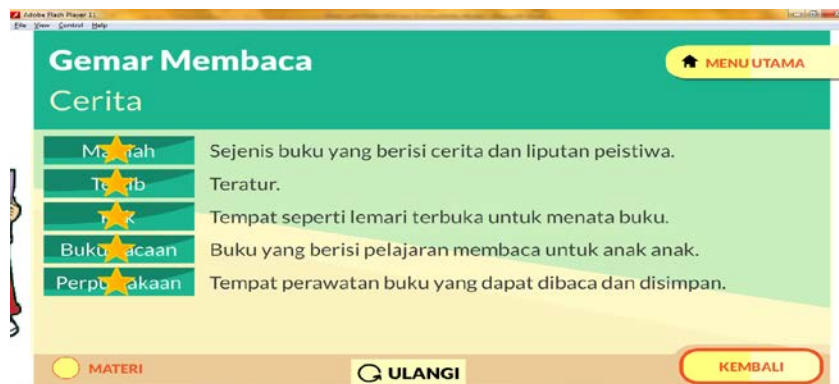 Adobe Flash Player 11
File View Control Help
Gemar Membaca
MENU UTAMA
Cerita
Sejenis buku yang berisi cerita dan liputan peistiwa.
Teratur.
Tempat seperti lemari terbuka untuk menata buku.
Buku Buku yang berisi pelajaran membaca untuk anak anak.
Tempat perawatan buku yang dapat dibaca dan disimpan.
MATERI
ULANGI
KEMBALI